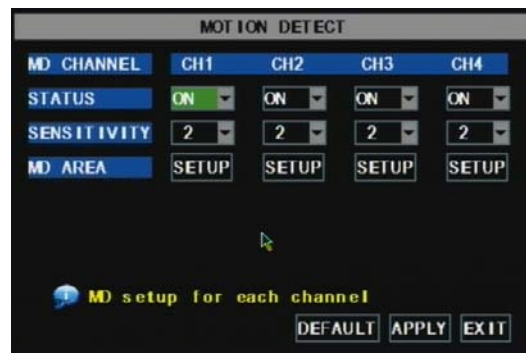 MOTION DETECT
MD CHANNEL CH1 CH2 CH3 CH4
STATUS ON ON ON ON
SENSITIVITY 2 2 2 2
MD AREA SETUP SETUP SETUP SETUP
MD setup for each channel
DEFAULT APPLY EXIT